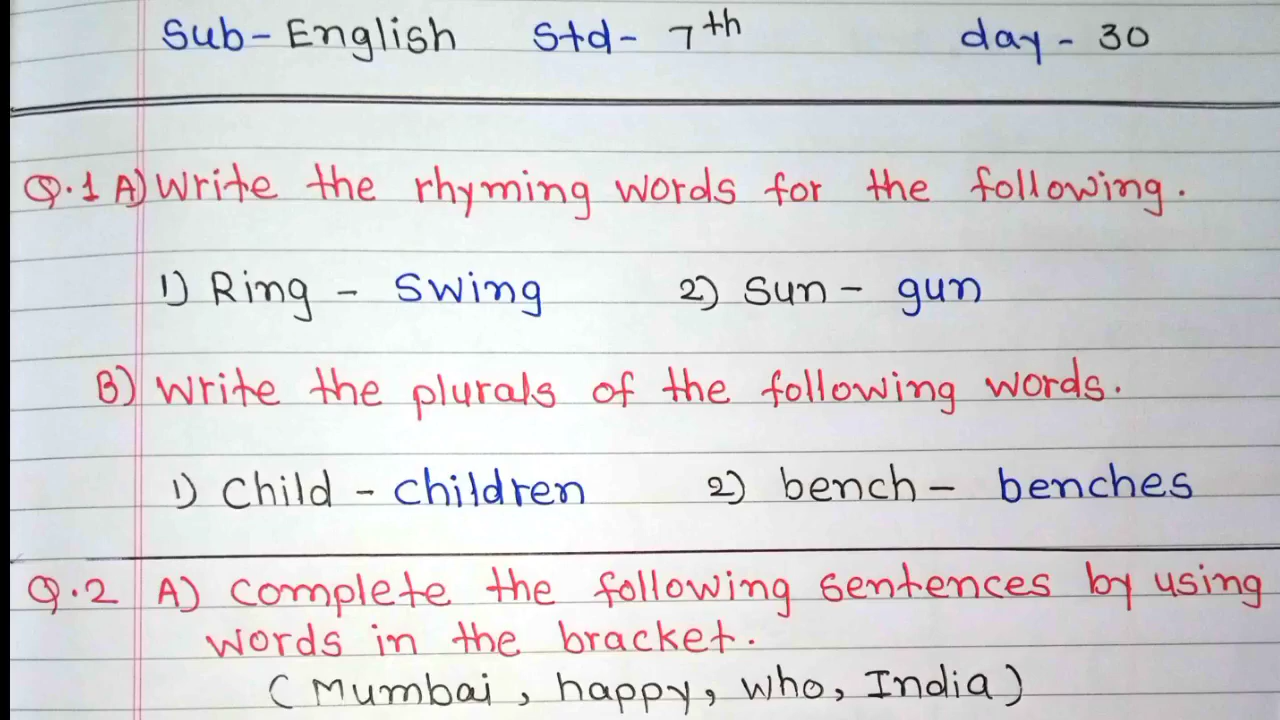 Sub- English Std- 7th day - 30
Q.1 A) Write the rhyming words for the following.
1) Ring - Swing 2) Sun - gun
B) Write the plurals of the following words.
1) Child - children 2) bench - benches
Q.2 A) Complete the following sentences by using
words in the bracket.
(Mumbai, happy, who, India)